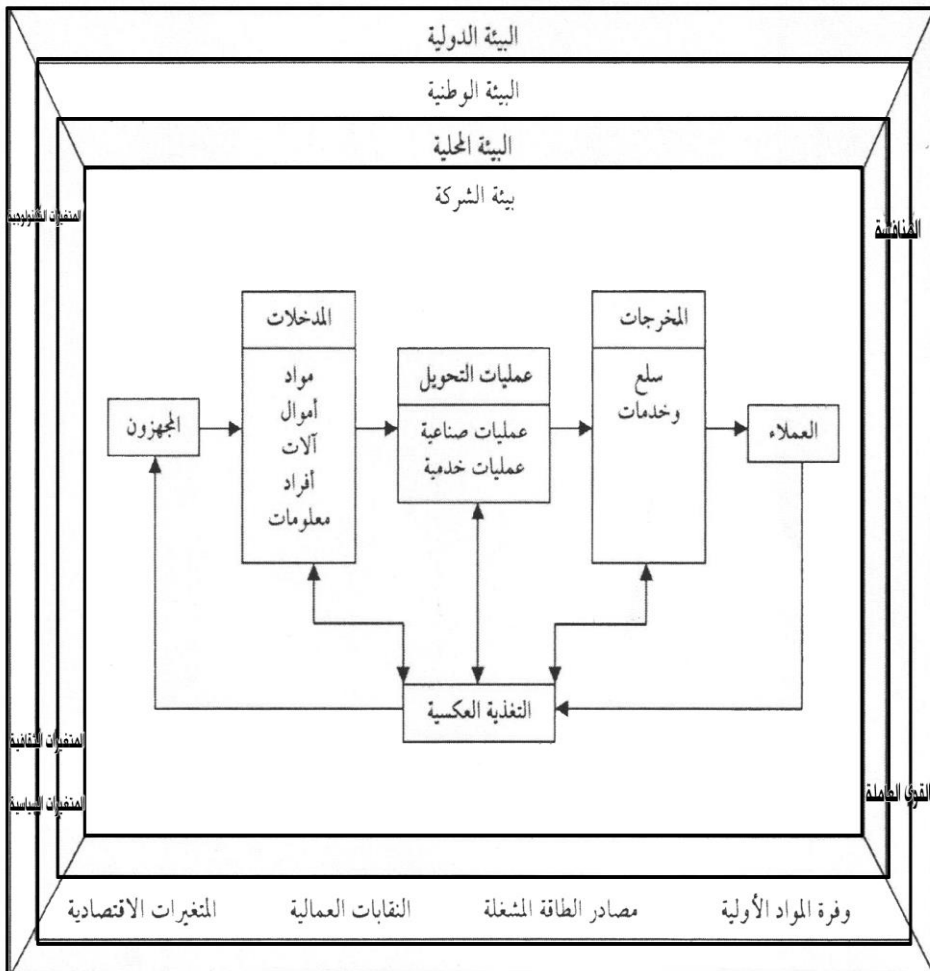 البيئة الدولية
البيئة الوطنية
البيئة المحلية
بيئة الشركة
المتغيرات التكنولوجية
المنافسة
المخرجات
المدخلات
سلع
وخدمات
عمليات التحويل
عمليات صناعية
عمليات خدمية
مواد
أموال
آلات
أفراد
معلومات
المجهزون
العملاء
التغذية العكسية
المتغيرات الثقافية
المتغيرات السياسية
القوى العاملة
وفرة المواد الأولية
مصادر الطاقة المشغلة
النقابات العمالية
المتغيرات الاقتصادية